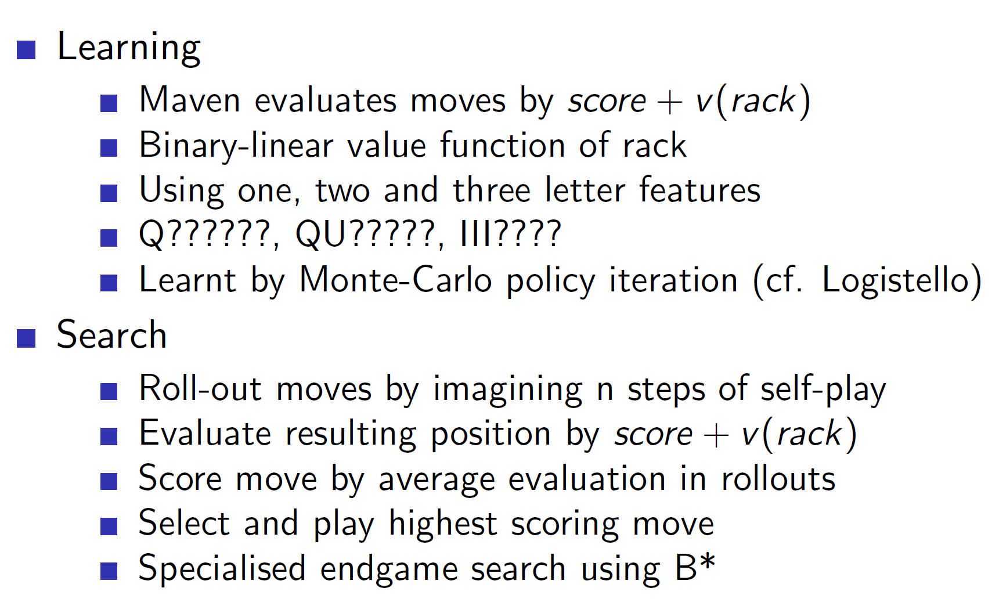 Learning
Maven evaluates moves by score + v(rack)
Binary-linear value function of rack
Using one, two and three letter features
Q??????, QU?????, III????
Learnt by Monte-Carlo policy iteration (cf. Logistello)
Search
Roll-out moves by imagining n steps of self-play
Evaluate resulting position by score + v(rack)
Score move by average evaluation in rollouts
Select and play highest scoring move
Specialised endgame search using B*